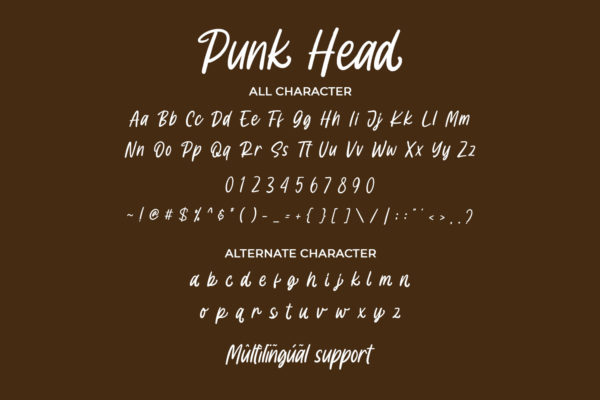 Punk Head
ALL CHARACTER
Aa Bb Cc Dd Ee Ff Gg Hh Ii Jj Kk Ll Mm
Nn Oo Pp Qq Rr Ss Tt Uu Vv Ww Xx Yy Zz
0 1 2 3 4 5 6 7 8 9 0
~ ! @ # $ % ^ & * ( ) - _ = + { } [ ] \ / | : : " ' < > . , ?
ALTERNATE CHARACTER
a b c d e f g h i j k l m n
o p q r s t u v w x y z
Mûltïlïñgúãl support